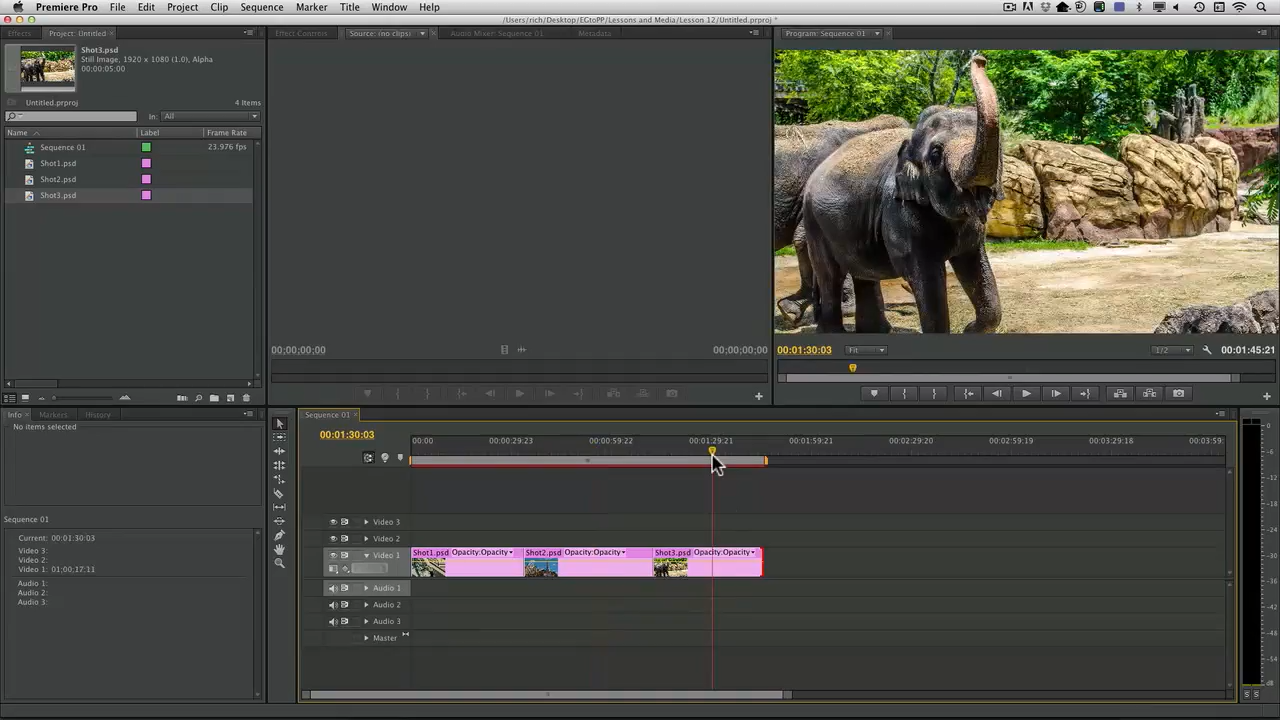 Premiere Pro File Edit Project Clip Sequence Marker Title Window Help
/Users/rich/Desktop/EGtoPP/Lessons and Media/Lesson 12/Untitled.prproj *
Effects Project: Untitled × Effect Controls Source: (no clips) Audio Mixer: Sequence 01 Metadata Program: Sequence 01
Shot3.psd
Still Image, 1920 x 1080 (1.0), Alpha
00:00:05:00
Untitled.prproj 4 Items
In: All
Name Label Frame Rate
Sequence 01 23.976 fps
Shot1.psd
Shot2.psd
Shot3.psd
00;00;00;00 00;00;00;00
00:01:30:03 Fit 1/2 00:01:45:21
Info × Markers History
No items selected
Sequence 01
Current: 00:01:30:03
Video 3:
Video 2:
Video 1: 01;00;17:11
Audio 1:
Audio 2:
Audio 3:
Sequence 01 ×
00:01:30:03
00:00 00:00:29:23 00:00:59:22 00:01:29:21 00:01:59:21 00:02:29:20 00:02:59:19 00:03:29:18 00:03:59:
Video 3
Video 2
Video 1
Shot1.psd Opacity:Opacity Shot2.psd Opacity:Opacity Shot3.psd Opacity:Opacity
Audio 1
Audio 2
Audio 3
Master
0
-18
-36
-54
S S